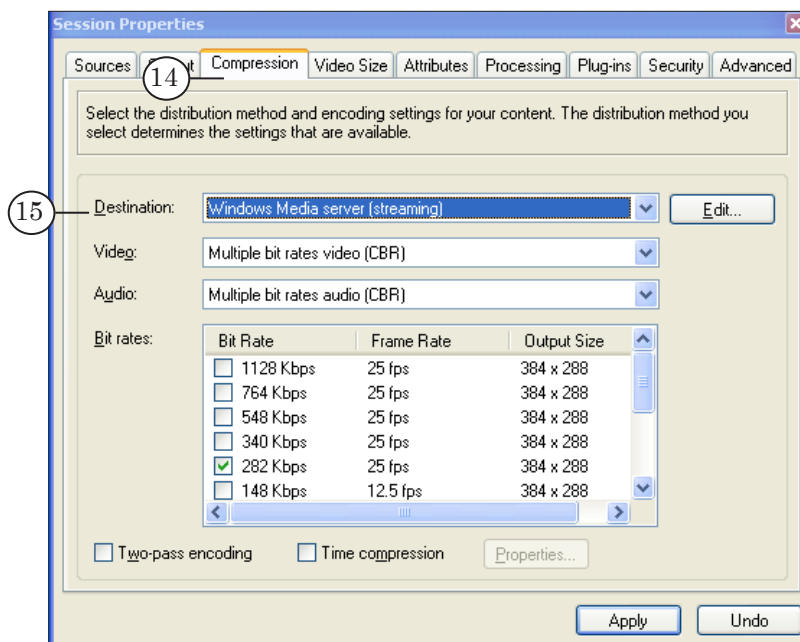 Session Properties
Sources t Compression Video Size Attributes Processing Plug-ins Security Advanced
14
Select the distribution method and encoding settings for your content. The distribution method you
select determines the settings that are available.
15 Destination: Windows Media server (streaming) Edit...
Video: Multiple bit rates video (CBR)
Audio: Multiple bit rates audio (CBR)
Bit rates: Bit Rate Frame Rate Output Size
1128 Kbps 25 fps 384 x 288
764 Kbps 25 fps 384 x 288
548 Kbps 25 fps 384 x 288
340 Kbps 25 fps 384 x 288
282 Kbps 25 fps 384 x 288
148 Kbps 12.5 fps 384 x 288
Two-pass encoding Time compression Properties...
Apply Undo